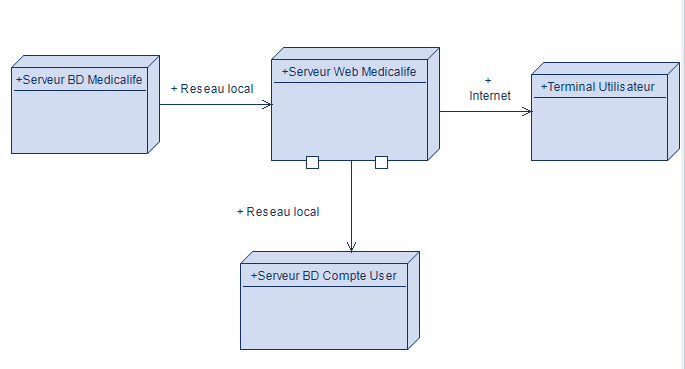 +Serveur BD Medicalife
+ Reseau local
+Serveur Web Medicalife
+
Internet
+Terminal Utilisateur
+ Reseau local
+Serveur BD Compte User